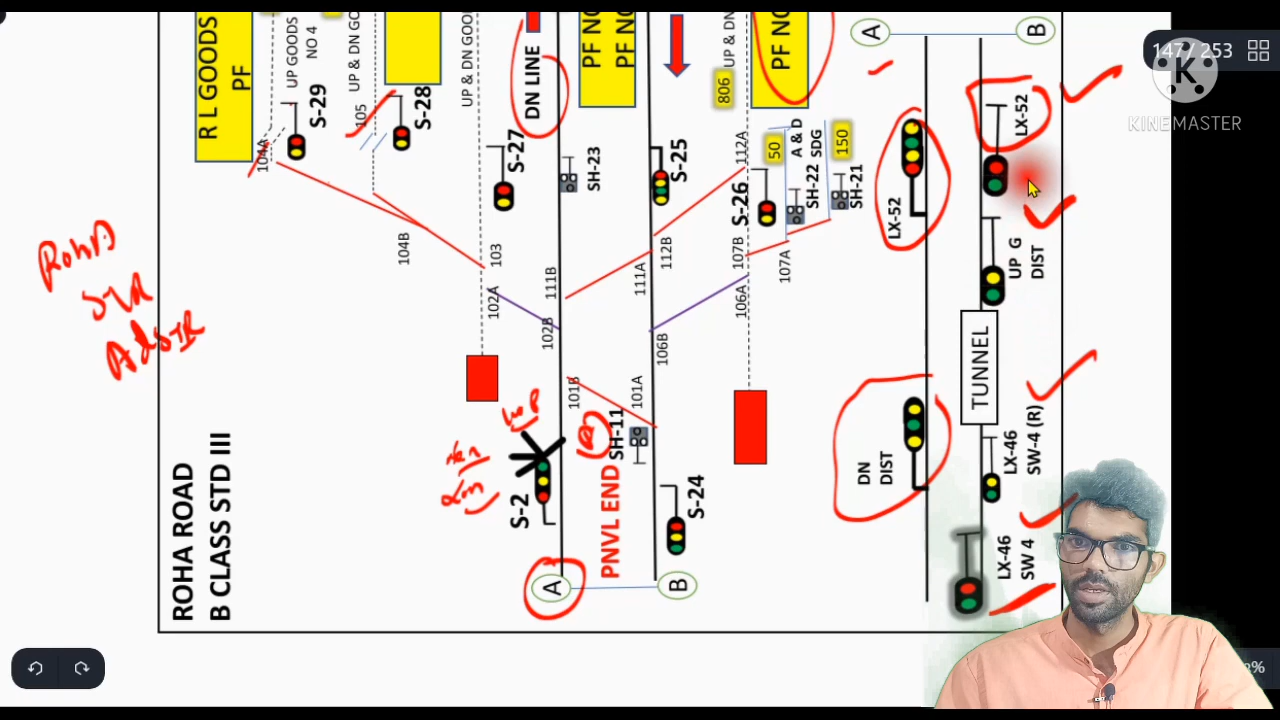 R L GOODS PF
UP GOODS NO 4
UP & DN GO
UP & DN GOO
DN LINE
PF NO
PF NO
UP & DN
PF NO
A
B
147 / 253
K
KINEMASTER
104A
S-29
105
S-28
S-27
SH-23
S-25
806
112A
S-26
50
A & D SDG
SH-22
150
SH-21
LX-52
LX-52
104B
103
102A
111B
111A
112B
107B
107A
UP G DIST
102B
106B
106A
101B
101A
TUNNEL
SH-11
DN DIST
LX-46
SW-4 (R)
S-2
PNVL END
S-24
LX-46
SW 4
A
B
ROHA ROAD
B CLASS STD III